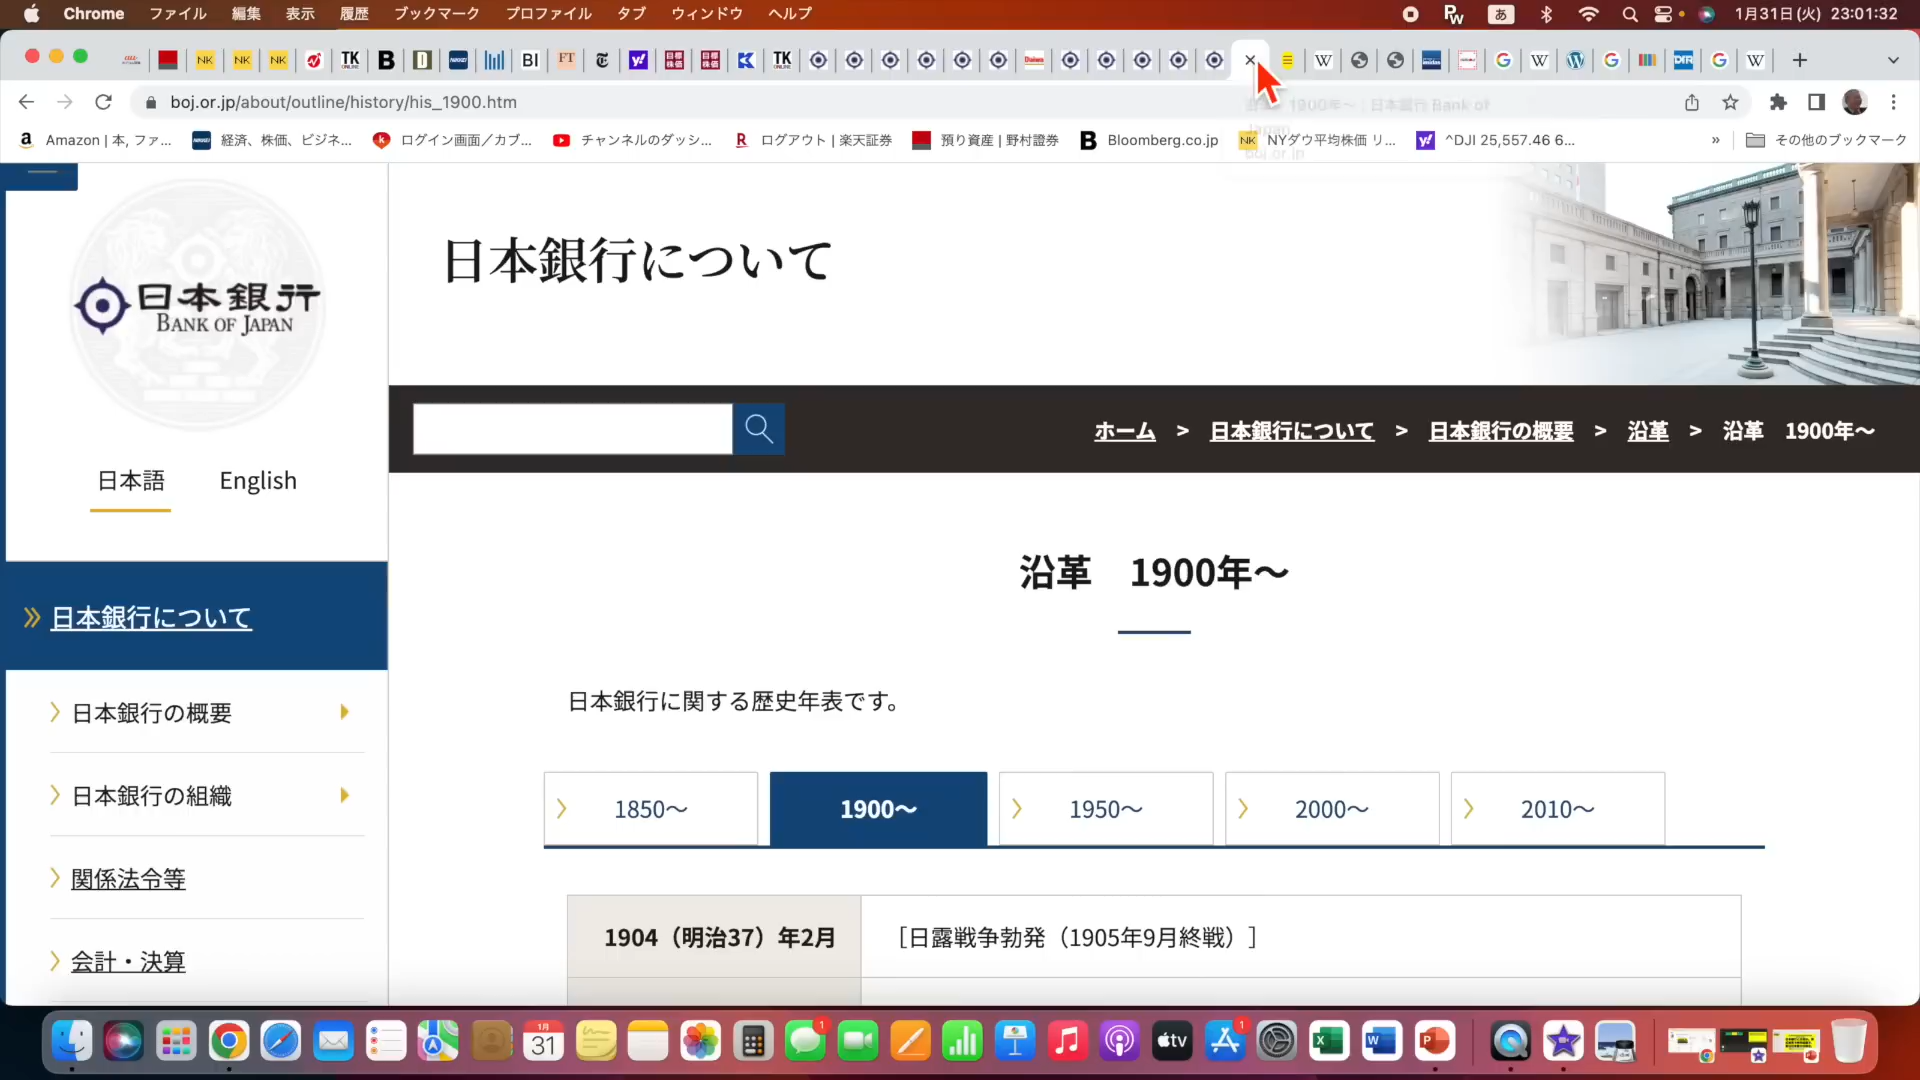 Chrome ファイル 編集 表示 履歴 ブックマーク プロファイル タブ ウィンドウ ヘルプ あ 1月31日(火) 23:01:32
boj.or.jp/about/outline/history/his_1900.htm
Amazon | 本, ファ... 経済、株価、ビジネ... ログイン画面／カブ... チャンネルのダッシ... ログアウト | 楽天証券 預り資産 | 野村證券 Bloomberg.co.jp NYダウ平均株価 リ... ^DJI 25,557.46 6... » その他のブックマーク
日本銀行
BANK OF JAPAN
日本語 English
日本銀行について
日本銀行の概要
日本銀行の組織
関係法令等
会計・決算
日本銀行について
ホーム > 日本銀行について > 日本銀行の概要 > 沿革 > 沿革 1900年～
沿革 1900年～
日本銀行に関する歴史年表です。
1850～ 1900～ 1950～ 2000～ 2010～
1904（明治37）年2月 ［日露戦争勃発（1905年9月終戦）］